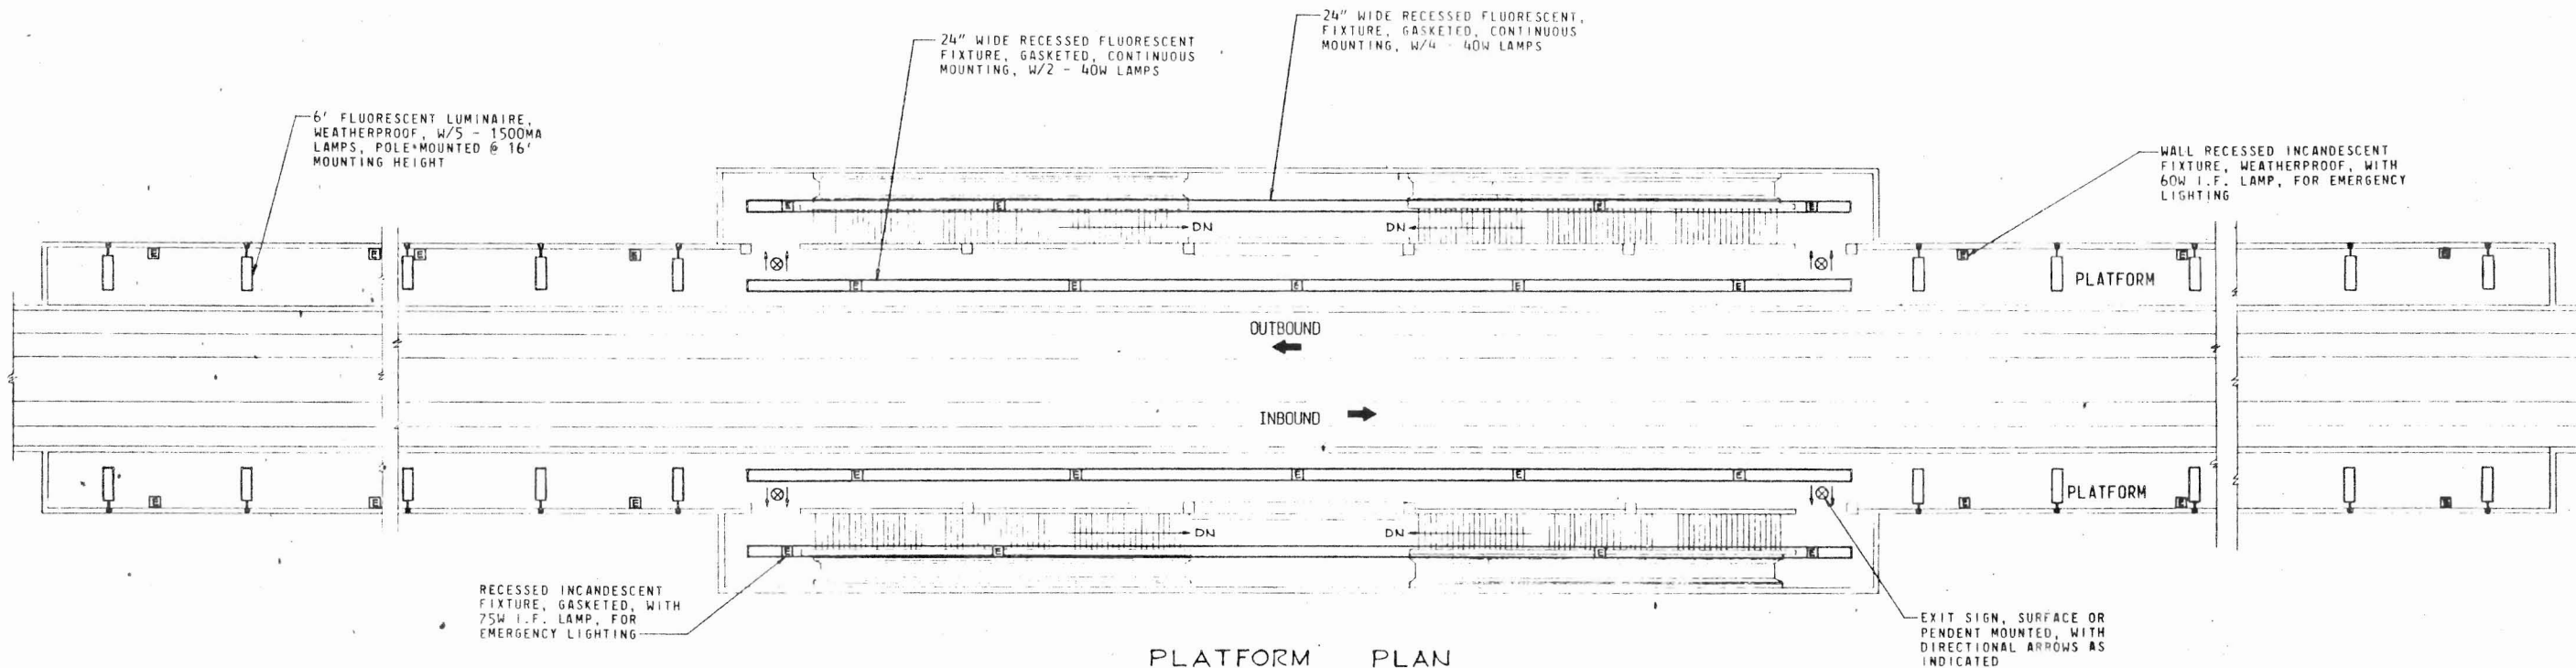 24" WIDE RECESSED FLUORESCENT,
FIXTURE, GASKETED, CONTINUOUS
MOUNTING, W/4 - 40W LAMPS
24" WIDE RECESSED FLUORESCENT
FIXTURE, GASKETED, CONTINUOUS
MOUNTING, W/2 - 40W LAMPS
6' FLUORESCENT LUMINAIRE,
WEATHERPROOF, W/5 - 1500MA
LAMPS, POLE MOUNTED @ 16'
MOUNTING HEIGHT
WALL RECESSED INCANDESCENT
FIXTURE, WEATHERPROOF, WITH
60W I.F. LAMP, FOR EMERGENCY
LIGHTING
E E E E
DN DN
E E E E E E E
PLATFORM
E E E E E
OUTBOUND
INBOUND
E E E E E
PLATFORM
E E E E E E
DN DN
E E E E
RECESSED INCANDESCENT
FIXTURE, GASKETED, WITH
75W I.F. LAMP, FOR
EMERGENCY LIGHTING
EXIT SIGN, SURFACE OR
PENDENT MOUNTED, WITH
DIRECTIONAL ARROWS AS
INDICATED
PLATFORM PLAN